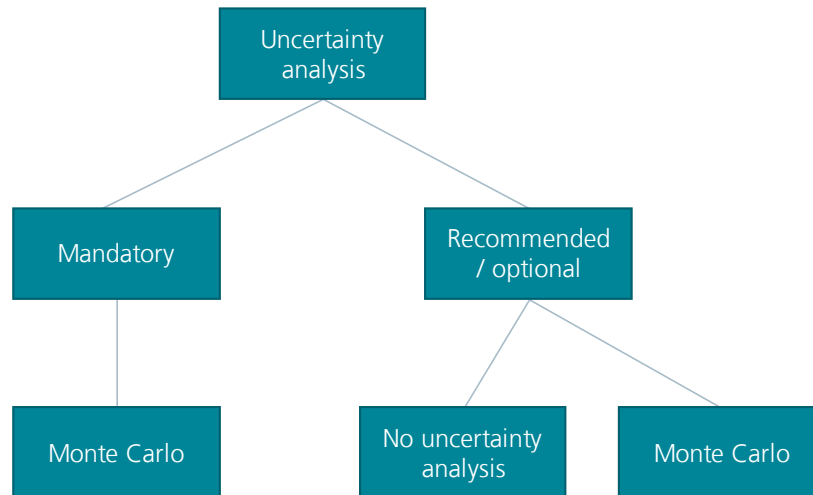 Uncertainty
analysis
Mandatory
Recommended
/ optional
Monte Carlo
No uncertainty
analysis
Monte Carlo